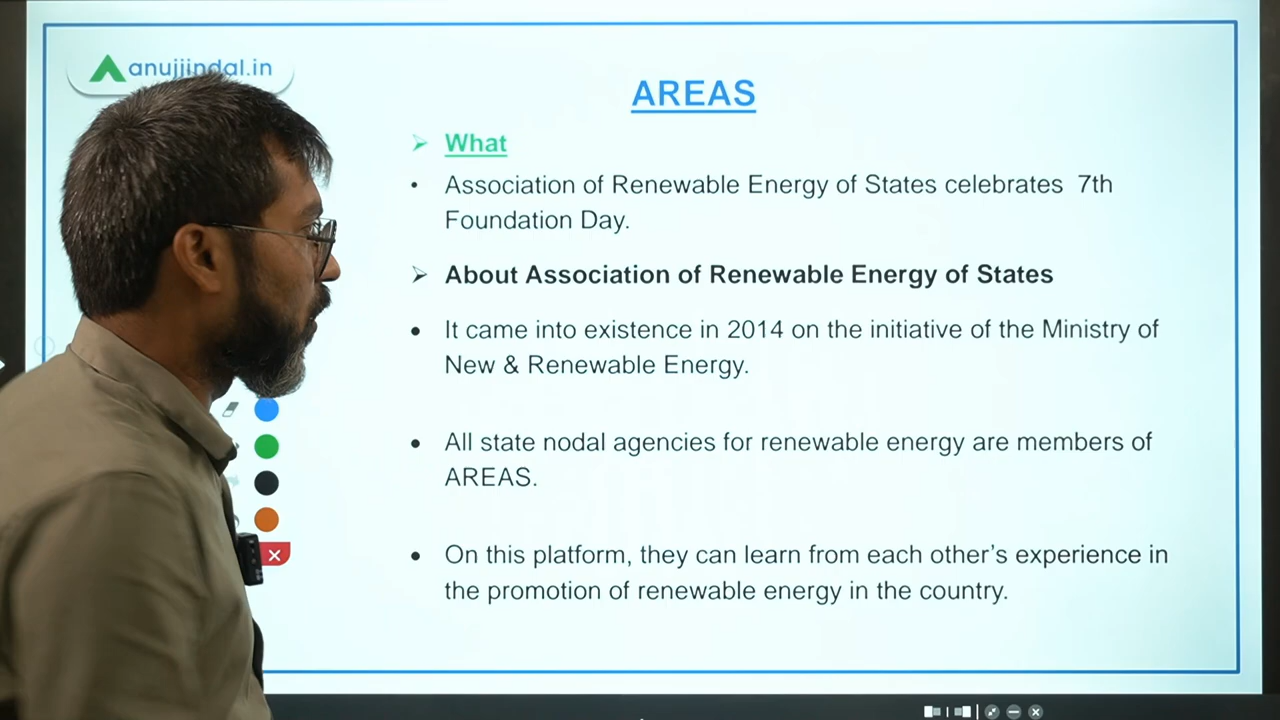 anujjindal.in
AREAS
What
Association of Renewable Energy of States celebrates 7th
Foundation Day.
About Association of Renewable Energy of States
It came into existence in 2014 on the initiative of the Ministry of
New & Renewable Energy.
All state nodal agencies for renewable energy are members of
AREAS.
On this platform, they can learn from each other’s experience in
the promotion of renewable energy in the country.